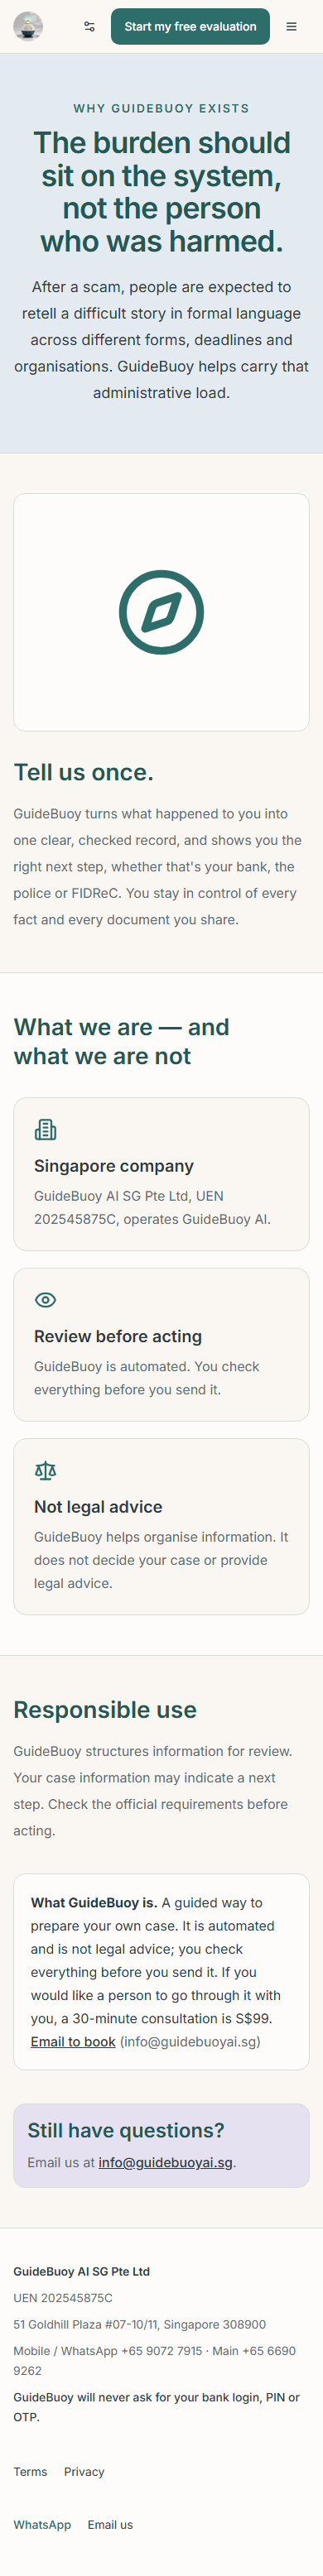 Start my free evaluation
WHY GUIDEBUOY EXISTS
The burden should
sit on the system,
not the person
who was harmed.
After a scam, people are expected to
retell a difficult story in formal language
across different forms, deadlines and
organisations. GuideBuoy helps carry that
administrative load.
Tell us once.
GuideBuoy turns what happened to you into
one clear, checked record, and shows you the
right next step, whether that's your bank, the
police or FIDReC. You stay in control of every
fact and every document you share.
What we are — and
what we are not
Singapore company
GuideBuoy AI SG Pte Ltd, UEN
202545875C, operates GuideBuoy AI.
Review before acting
GuideBuoy is automated. You check
everything before you send it.
Not legal advice
GuideBuoy helps organise information. It
does not decide your case or provide
legal advice.
Responsible use
GuideBuoy structures information for review.
Your case information may indicate a next
step. Check the official requirements before
acting.
What GuideBuoy is. A guided way to
prepare your own case. It is automated
and is not legal advice; you check
everything before you send it. If you
would like a person to go through it with
you, a 30-minute consultation is S$99.
Email to book (info@guidebuoyai.sg)
Still have questions?
Email us at info@guidebuoyai.sg.
GuideBuoy AI SG Pte Ltd
UEN 202545875C
51 Goldhill Plaza #07-10/11, Singapore 308900
Mobile / WhatsApp +65 9072 7915 · Main +65 6690
9262
GuideBuoy will never ask for your bank login, PIN or
OTP.
Terms Privacy
WhatsApp Email us